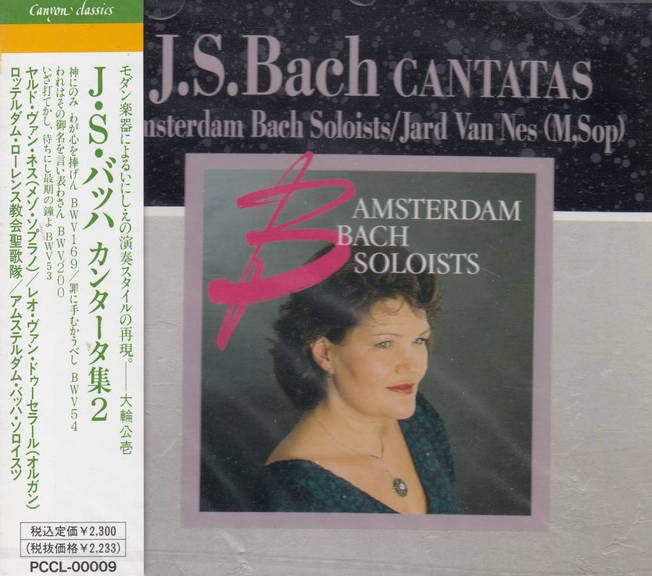 Canyon classics
モダン楽器によるいにしえの演奏スタイルの再現。――大輪公壱
J・S・バッハ カンタータ集2
神にのみ わが心を捧げん BWV169/罪に手むかうべし BWV54
われはその御名を言い表わさん BWV200
いざ打てかし、待ちにし最期の鐘よ BWV53
ヤルド・ヴァン・ネス(メゾ・ソプラノ)/レオ・ヴァン・ドゥーセラール(オルガン)
ロッテルダム・ローレンス教会聖歌隊/アムステルダム・バッハ・ソロイスツ
税込定価¥2,300
(税抜価格¥2,233)
PCCL-00009
J.S.Bach CANTATAS
msterdam Bach Soloists/Jard Van Nes (M,Sop)
B
AMSTERDAM
BACH
SOLOISTS